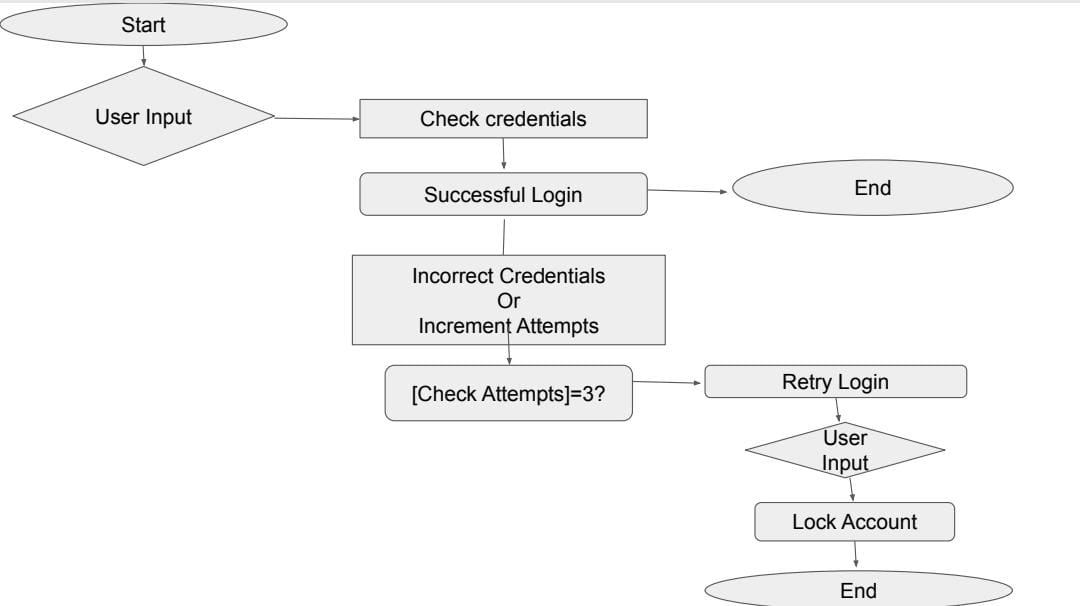 Start
User Input
Check credentials
Successful Login
End
Incorrect Credentials
Or
Increment Attempts
[Check Attempts]=3?
Retry Login
User
Input
Lock Account
End